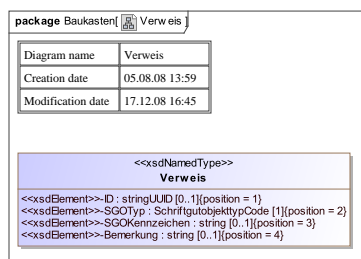 package Baukasten[ Verweis ]
Diagram name Verweis
Creation date 05.08.08 13:59
Modification date 17.12.08 16:45
<<xsdNamedType>>
Verweis
<<xsdElement>>-ID : stringUUID [0..1]{position = 1}
<<xsdElement>>-SGOTyp : SchriftgutobjekttypCode [1]{position = 2}
<<xsdElement>>-SGOKennzeichen : string [0..1]{position = 3}
<<xsdElement>>-Bemerkung : string [0..1]{position = 4}